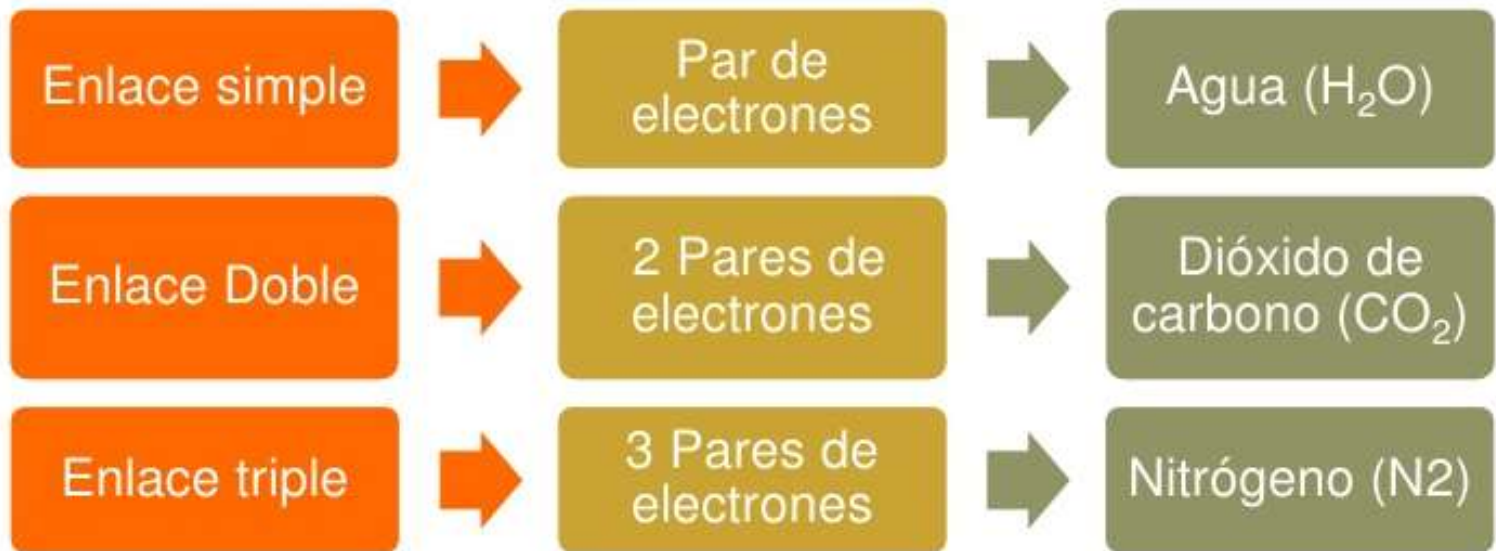 Enlace simple
Par de
electrones
Agua (H₂O)
Enlace Doble
2 Pares de
electrones
Dióxido de
carbono (CO₂)
Enlace triple
3 Pares de
electrones
Nitrógeno (N2)